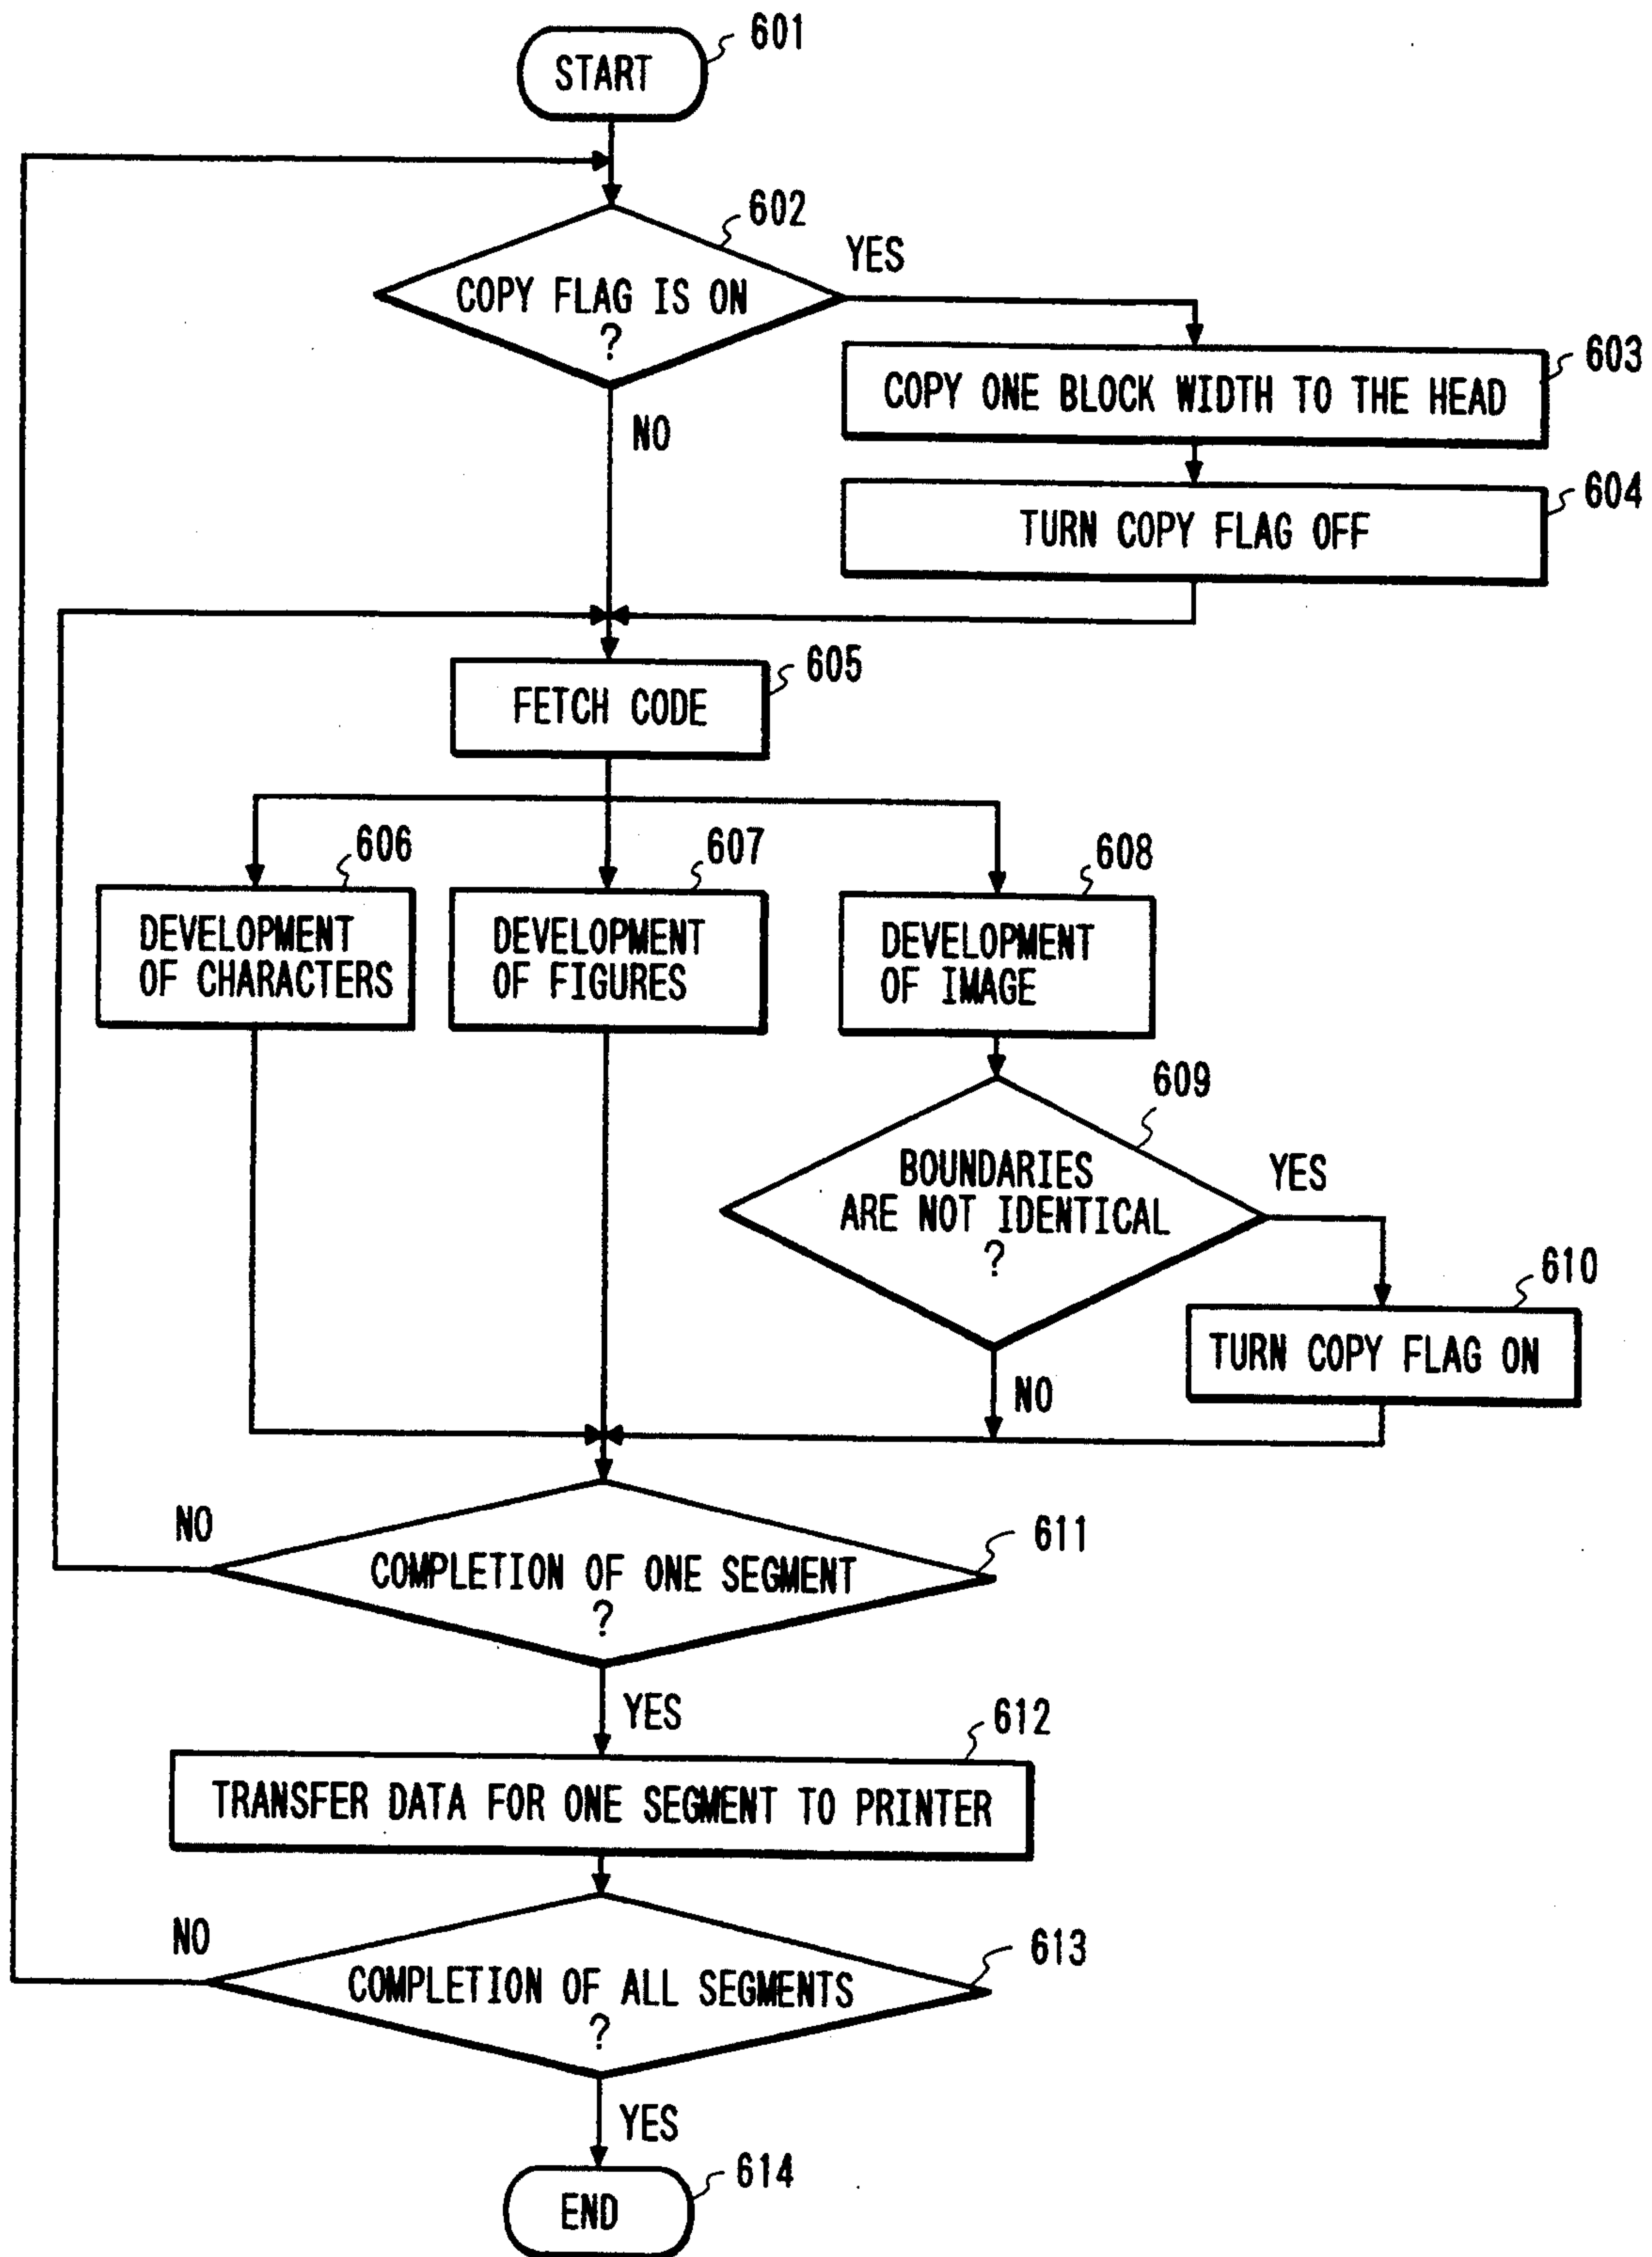 601
START
602
YES
COPY FLAG IS ON
?
603
COPY ONE BLOCK WIDTH TO THE HEAD
NO
604
TURN COPY FLAG OFF
605
FETCH CODE
606
607
608
DEVELOPMENT
OF CHARACTERS
DEVELOPMENT
OF FIGURES
DEVELOPMENT
OF IMAGE
609
BOUNDARIES
ARE NOT IDENTICAL
?
YES
610
TURN COPY FLAG ON
NO
NO
611
COMPLETION OF ONE SEGMENT
?
YES
612
TRANSFER DATA FOR ONE SEGMENT TO PRINTER
NO
613
COMPLETION OF ALL SEGMENTS
?
YES
614
END